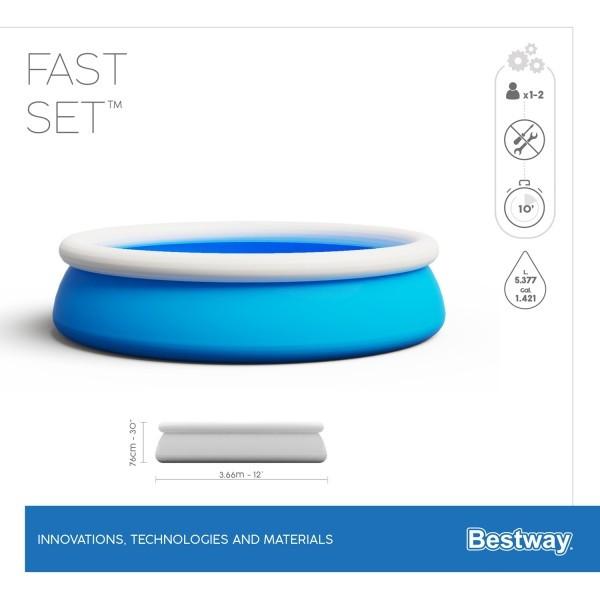 FAST
SET™
x1-2
10'
L.
5.377
Gal.
1.421
76cm - 30"
3.66m - 12'
INNOVATIONS, TECHNOLOGIES AND MATERIALS
Bestway®